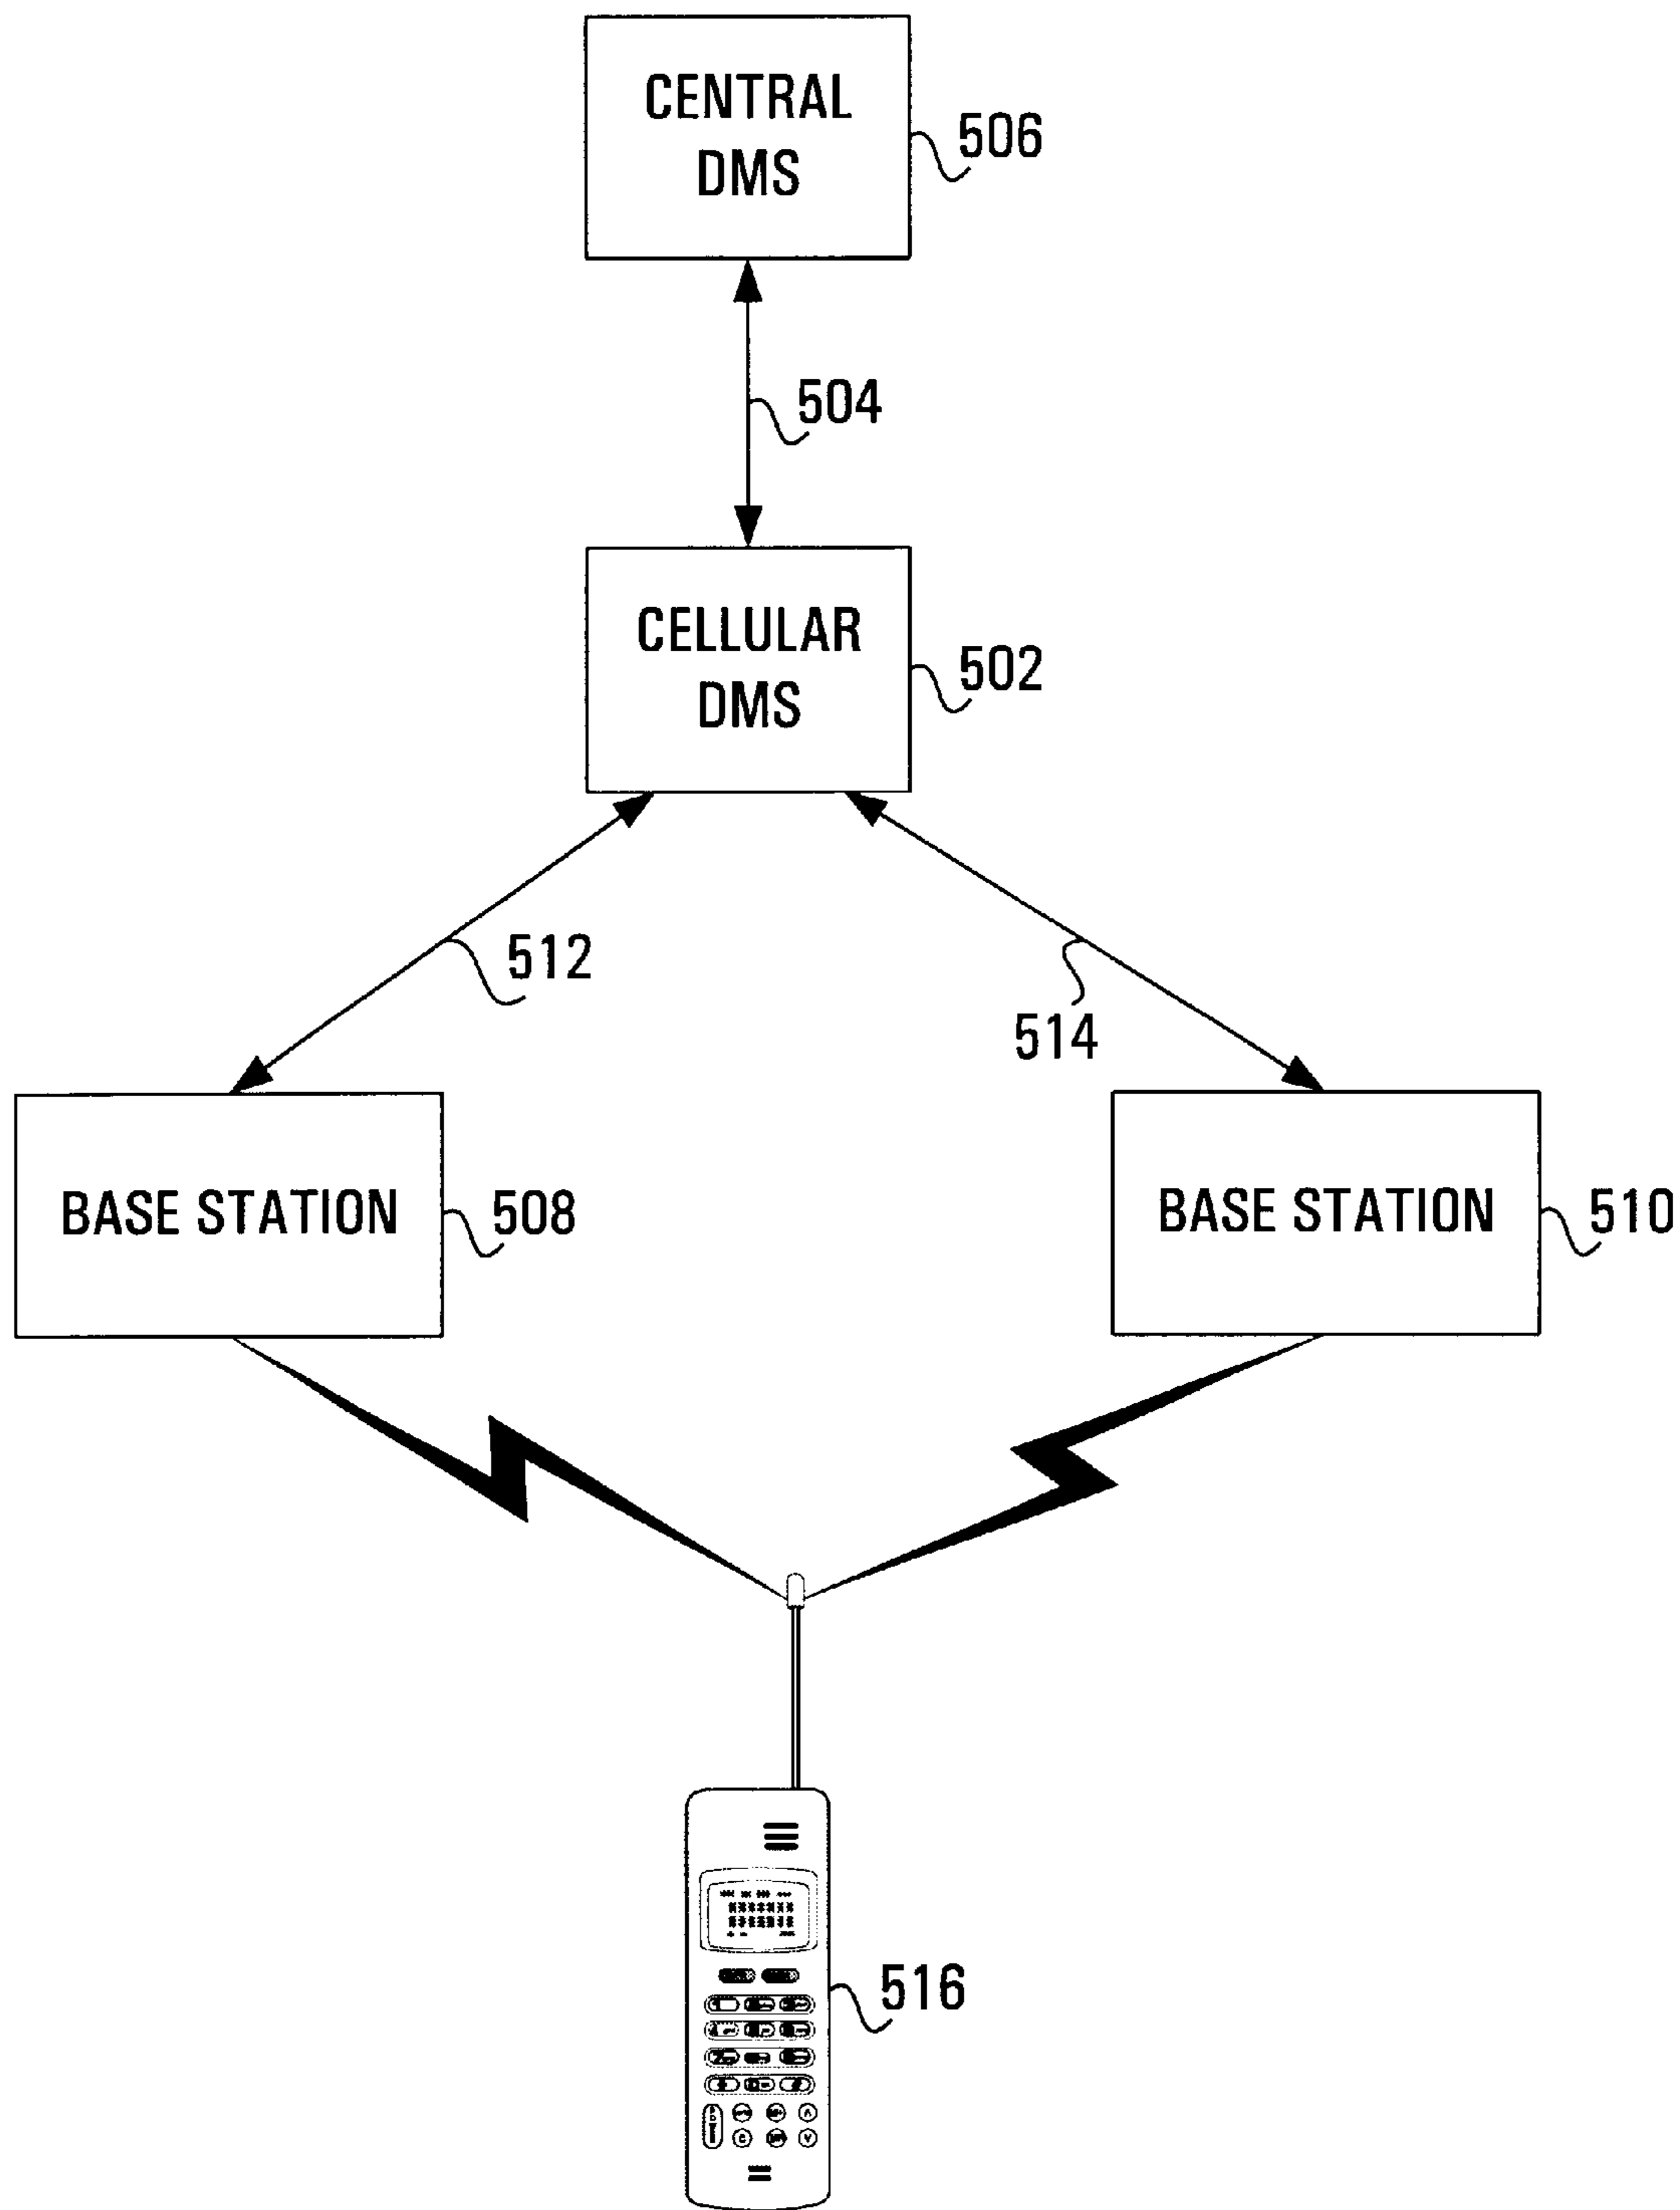 CENTRAL
DMS
506
504
CELLULAR
DMS
502
512
514
BASE STATION
508
BASE STATION
510
516